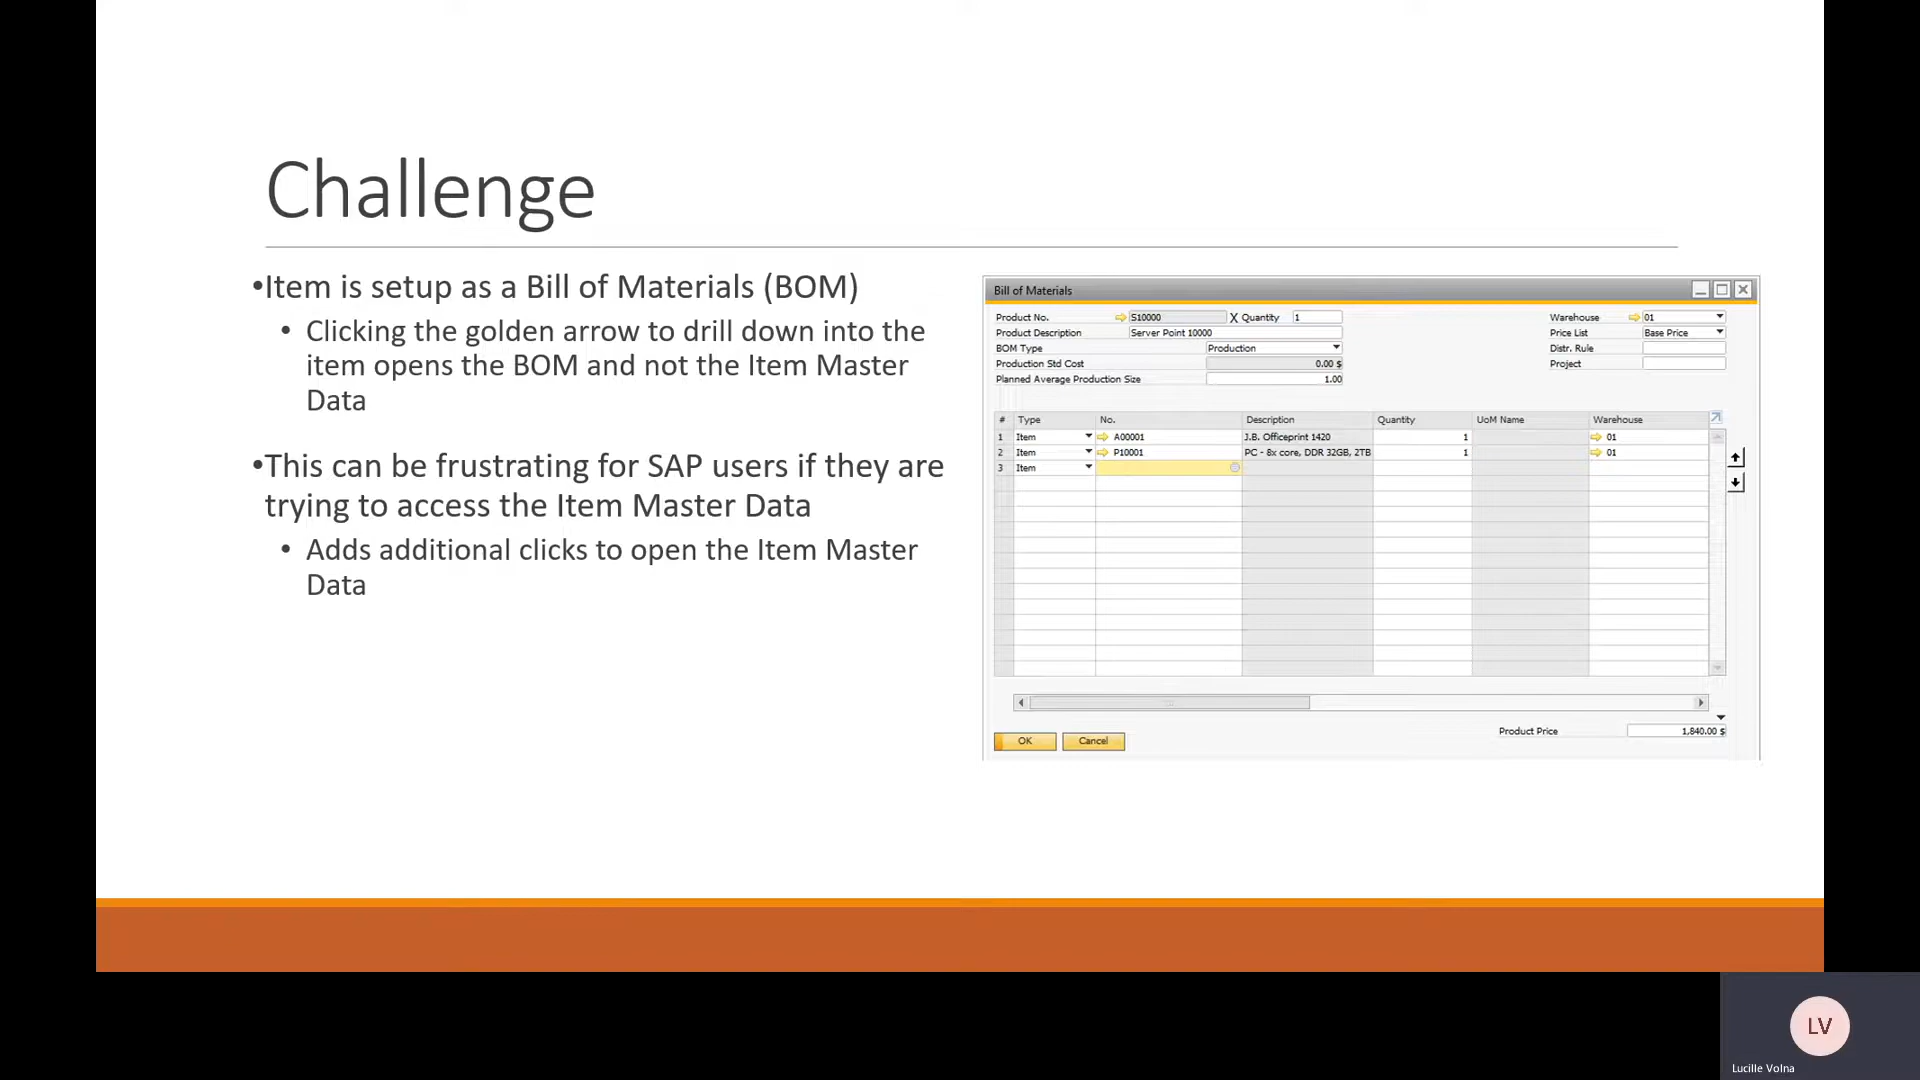 Challenge
•Item is setup as a Bill of Materials (BOM)
• Clicking the golden arrow to drill down into the
item opens the BOM and not the Item Master
Data
•This can be frustrating for SAP users if they are
trying to access the Item Master Data
• Adds additional clicks to open the Item Master
Data
Bill of Materials
Product No. S10000 X Quantity 1 Warehouse 01
Product Description Server Point 10000 Price List Base Price
BOM Type Production Distr. Rule
Production Std Cost 0.00 $ Project
Planned Average Production Size 1.00
# Type No. Description Quantity UoM Name Warehouse
1 Item A00001 J.B. Officeprint 1420 1 01
2 Item P10001 PC - 8x core, DDR 32GB, 2TB 1 01
3 Item
Product Price 1,840.00 $
OK Cancel
LV
Lucille Volna